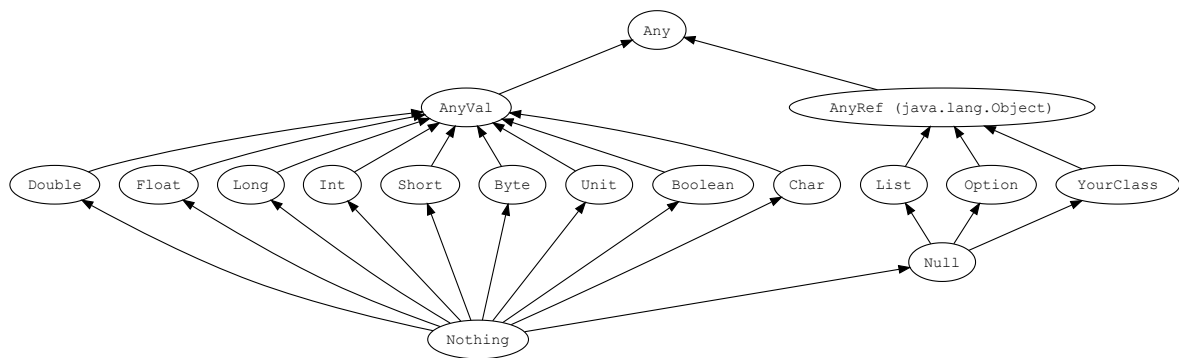 Any
AnyVal
AnyRef (java.lang.Object)
Double
Float
Long
Int
Short
Byte
Unit
Boolean
Char
List
Option
YourClass
Null
Nothing